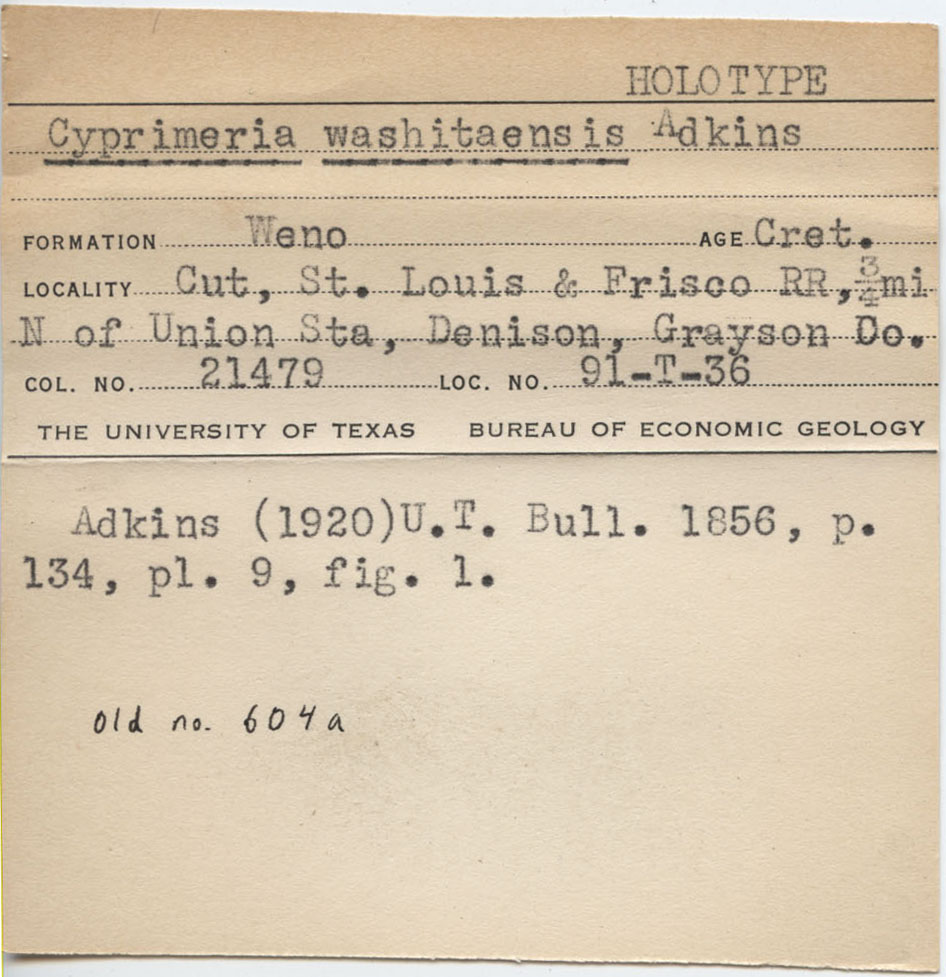 HOLOTYPE
Cyprimeria washitaensis Adkins
FORMATION Weno AGE Cret.
LOCALITY Cut, St. Louis & Frisco RR, 3/4 mi
N of Union Sta, Denison, Grayson Co.
COL. NO. 21479 LOC. NO. 91-T-36
THE UNIVERSITY OF TEXAS BUREAU OF ECONOMIC GEOLOGY
Adkins (1920)U.T. Bull. 1856, p.
134, pl. 9, fig. 1.
old no. 604a